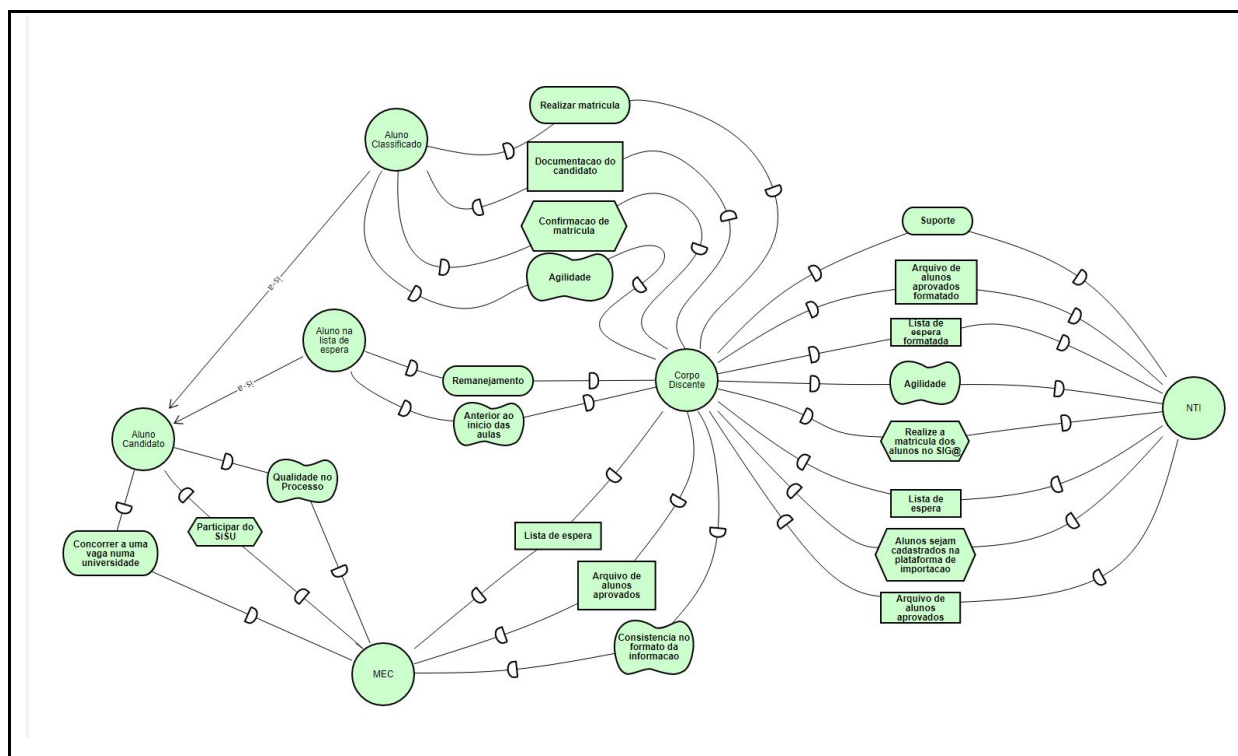 Realizar matricula
Aluno
Classificado
Documentacao do
candidato
Confirmacao de
matricula
Agilidade
is-a
Suporte
Arquivo de
alunos
aprovados
formatado
Lista de
espera
formatada
Agilidade
Realize a
matricula dos
alunos no SIG@
Lista de
espera
Alunos sejam
cadastrados na
plataforma de
importacao
Arquivo de
alunos
aprovados
NTI
Aluno na
lista de
espera
is-a
Remanejamento
Anterior ao
inicio das
aulas
Corpo
Discente
Aluno
Candidato
Qualidade no
Processo
Participar do
SiSU
Concorrer a uma
vaga numa
universidade
Lista de espera
Arquivo de
alunos
aprovados
Consistencia no
formato da
informacao
MEC